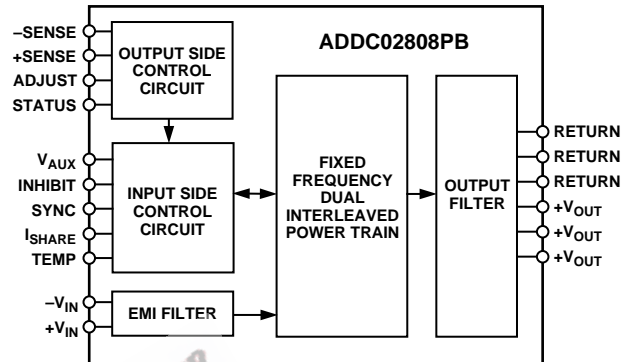 ADDC02808PB
–SENSE
+SENSE
ADJUST
STATUS
OUTPUT SIDE
CONTROL
CIRCUIT
VAUX
INHIBIT
SYNC
ISHARE
TEMP
INPUT SIDE
CONTROL
CIRCUIT
–VIN
+VIN
EMI FILTER
FIXED
FREQUENCY
DUAL
INTERLEAVED
POWER TRAIN
OUTPUT
FILTER
RETURN
RETURN
RETURN
+VOUT
+VOUT
+VOUT